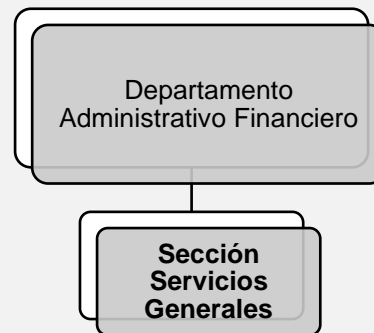 Departamento
Administrativo Financiero
Sección
Servicios
Generales